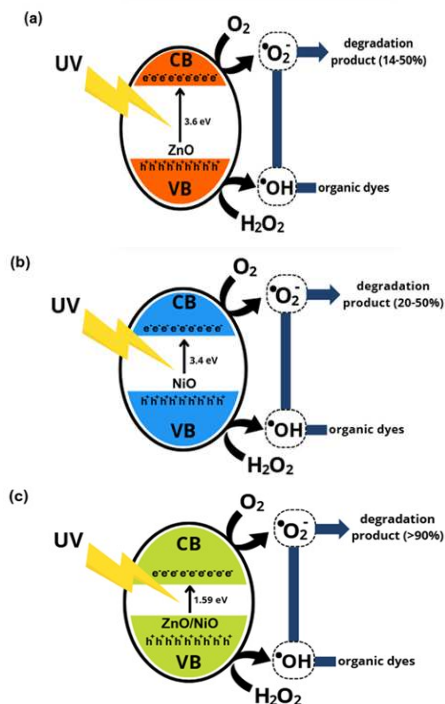 (a)
UV
O₂
CB
e⁻e⁻e⁻e⁻e⁻e⁻e⁻e⁻
3.6 eV
ZnO
h⁺h⁺h⁺h⁺h⁺h⁺h⁺h⁺
VB
H₂O₂
•O₂⁻
degradation
product (14-50%)
•OH
organic dyes
(b)
UV
O₂
CB
e⁻e⁻e⁻e⁻e⁻e⁻e⁻e⁻
3.4 eV
NiO
h⁺h⁺h⁺h⁺h⁺h⁺h⁺h⁺
VB
H₂O₂
•O₂⁻
degradation
product (20-50%)
•OH
organic dyes
(c)
UV
O₂
CB
e⁻e⁻e⁻e⁻e⁻e⁻e⁻e⁻
1.59 eV
ZnO/NiO
h⁺h⁺h⁺h⁺h⁺h⁺h⁺h⁺
VB
H₂O₂
•O₂⁻
degradation
product (>90%)
•OH
organic dyes